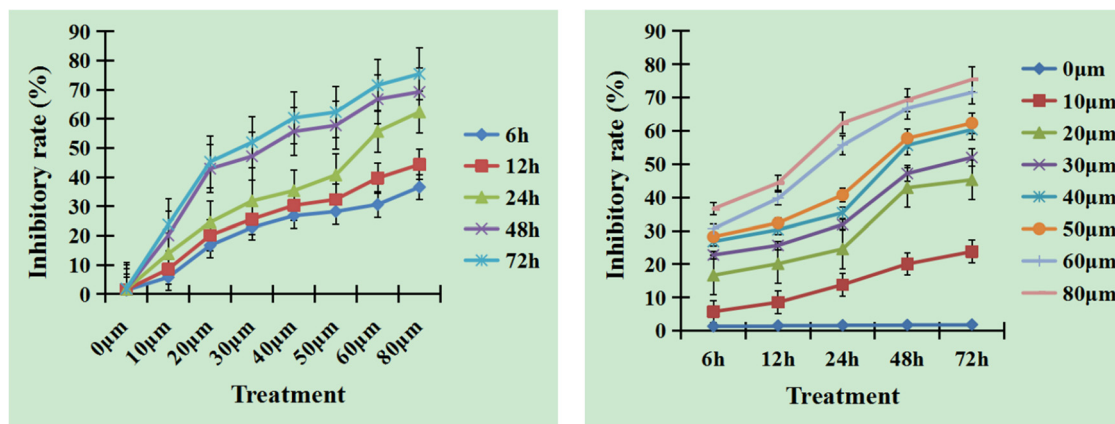 Inhibitory rate (%)
90
80
70
60
50
40
30
20
10
0
0μm
10μm
20μm
30μm
40μm
50μm
60μm
80μm
Treatment
6h
12h
24h
48h
72h
Inhibitory rate (%)
90
80
70
60
50
40
30
20
10
0
6h
12h
24h
48h
72h
Treatment
0μm
10μm
20μm
30μm
40μm
50μm
60μm
80μm